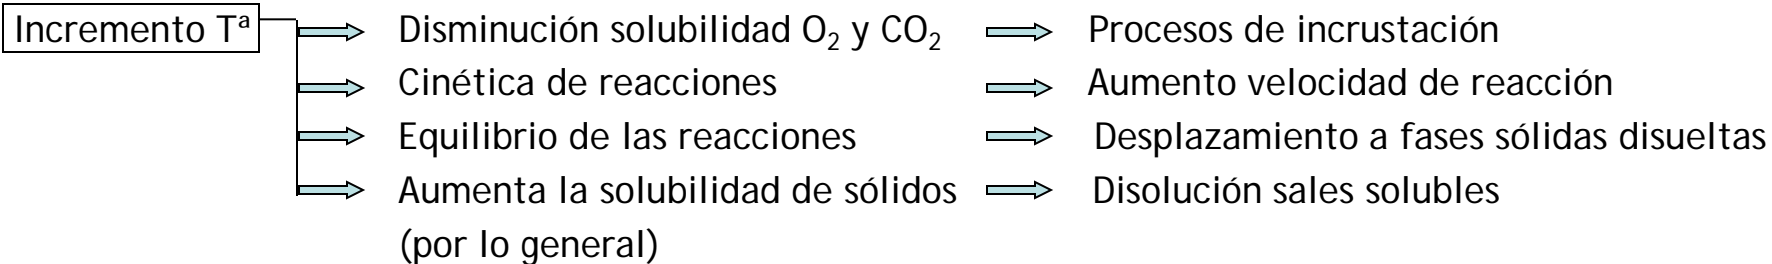 Incremento Tª Disminución solubilidad O₂ y CO₂ Procesos de incrustación
Cinética de reacciones Aumento velocidad de reacción
Equilibrio de las reacciones Desplazamiento a fases sólidas disueltas
Aumenta la solubilidad de sólidos Disolución sales solubles
(por lo general)